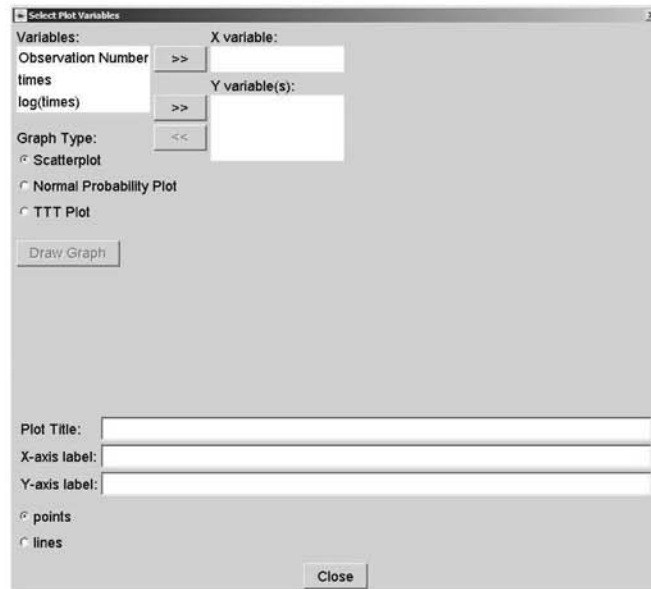 Select Plot Variables
Variables:
X variable:
Observation Number
times
log(times)
>>
Y variable(s):
>>
<<
Graph Type:
Scatterplot
Normal Probability Plot
TTT Plot
Draw Graph
Plot Title:
X-axis label:
Y-axis label:
points
lines
Close